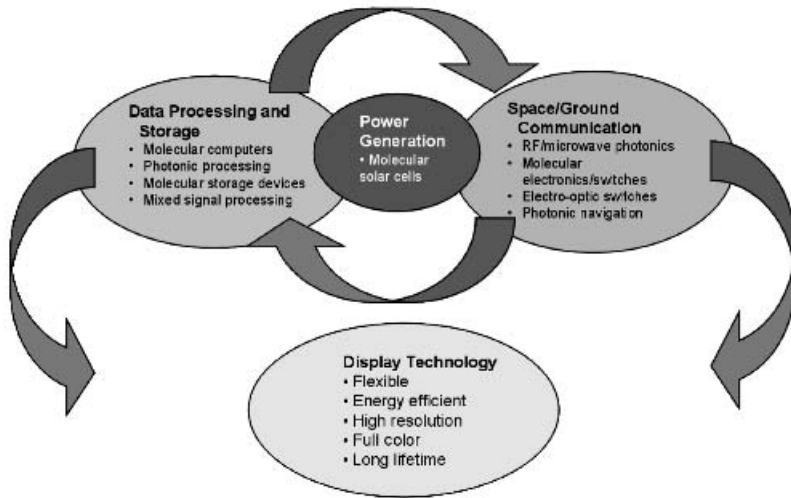 Data Processing and
Storage
• Molecular computers
• Photonic processing
• Molecular storage devices
• Mixed signal processing
Power
Generation
• Molecular
solar cells
Space/Ground
Communication
• RF/microwave photonics
• Molecular
electronics/switches
• Electro-optic switches
• Photonic navigation
Display Technology
• Flexible
• Energy efficient
• High resolution
• Full color
• Long lifetime